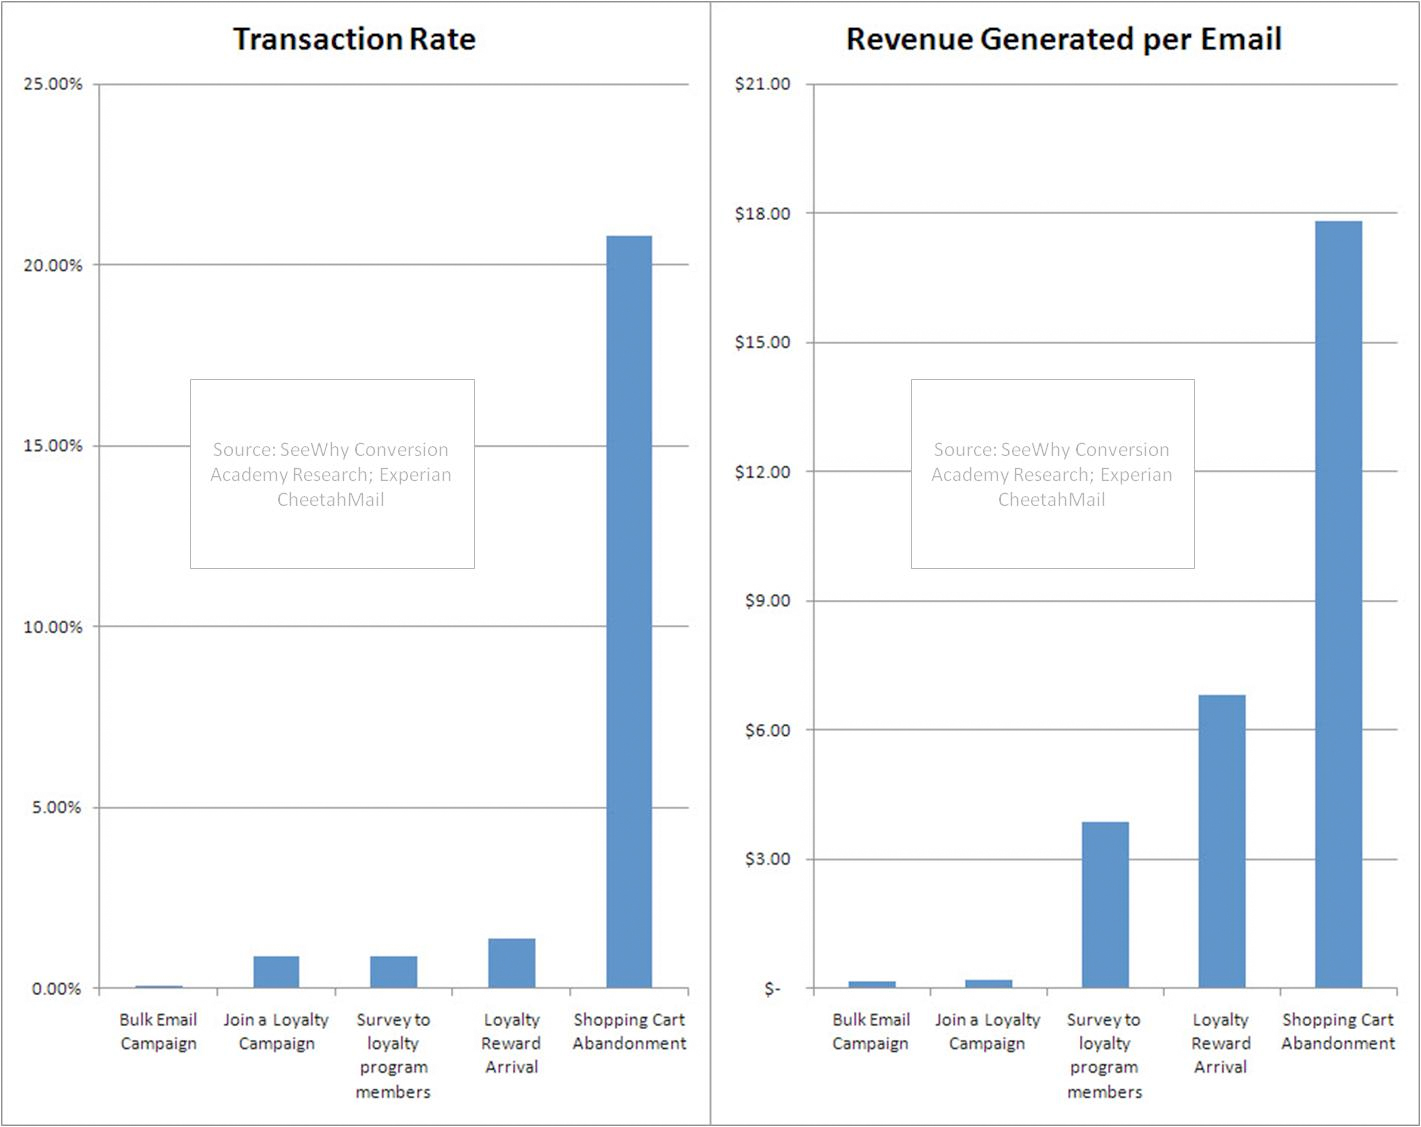 Transaction Rate
25.00%
20.00%
15.00%
10.00%
5.00%
0.00%
Source: SeeWhy Conversion
Academy Research; Experian
CheetahMail
Bulk Email
Campaign
Join a Loyalty
Campaign
Survey to
loyalty
program
members
Loyalty
Reward
Arrival
Shopping Cart
Abandonment
Revenue Generated per Email
$21.00
$18.00
$15.00
$12.00
$9.00
$6.00
$3.00
$-
Source: SeeWhy Conversion
Academy Research; Experian
CheetahMail
Bulk Email
Campaign
Join a Loyalty
Campaign
Survey to
loyalty
program
members
Loyalty
Reward
Arrival
Shopping Cart
Abandonment